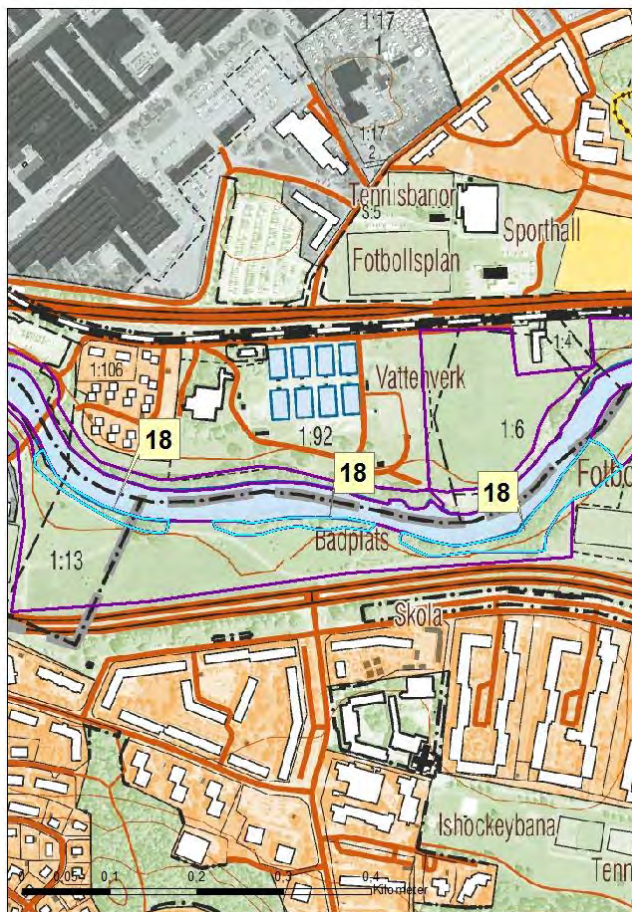 1:17
1
1:17
2
Tennisbanor
S:5
Sporthall
Fotbollsplan
1:4
1:106
Vattenverk
18
1:92
1:6
18
18
Fotbo
Badplats
1:13
Skola
Ishockeybana
Tenn
0 0,05 0,1 0,2 0,3 0,4
Kilometer